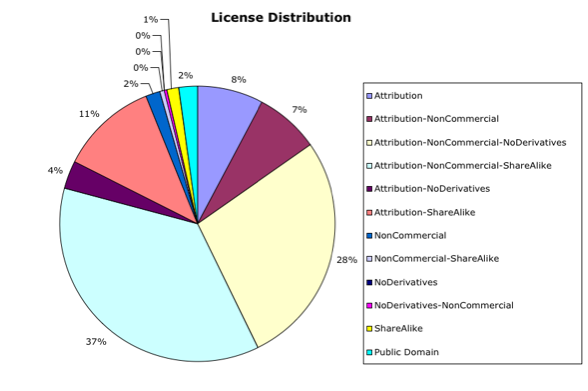 License Distribution
1%
0%
0%
0%
2%
2%
8%
7%
11%
4%
28%
37%
Attribution
Attribution-NonCommercial
Attribution-NonCommercial-NoDerivatives
Attribution-NonCommercial-ShareAlike
Attribution-NoDerivatives
Attribution-ShareAlike
NonCommercial
NonCommercial-ShareAlike
NoDerivatives
NoDerivatives-NonCommercial
ShareAlike
Public Domain